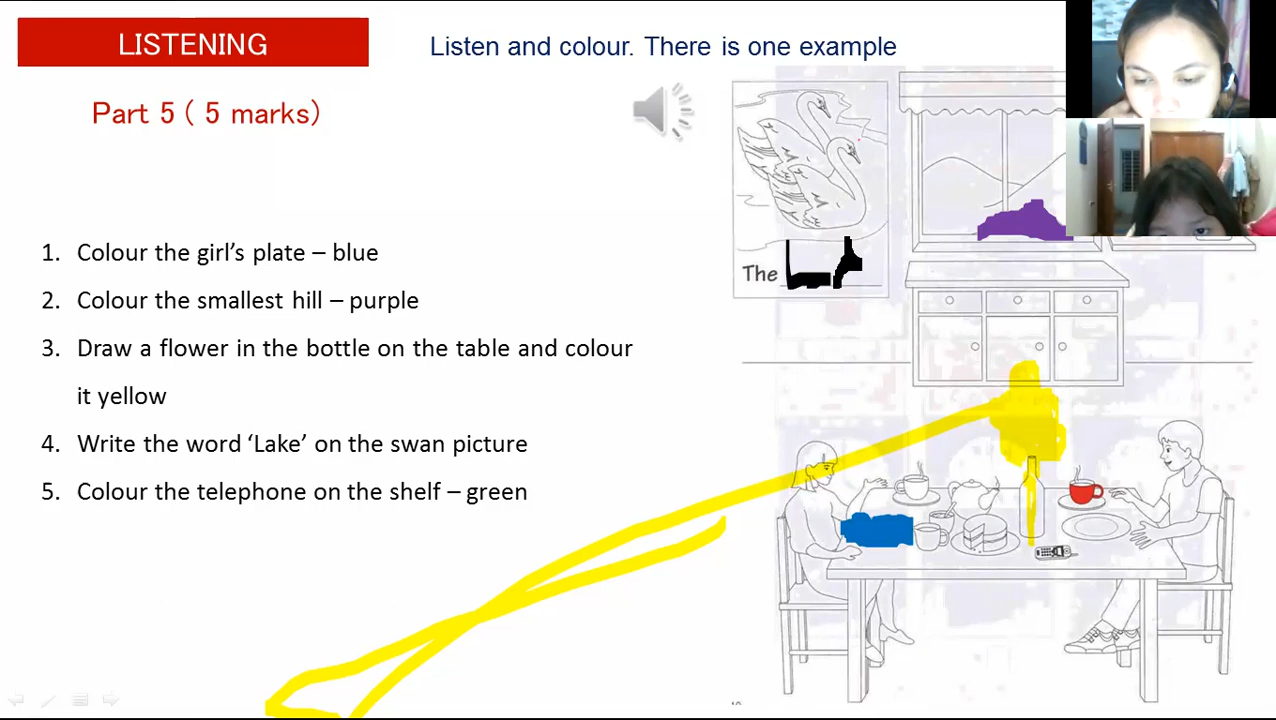 LISTENING
Listen and colour. There is one example
Part 5 ( 5 marks)
The
1. Colour the girl's plate – blue
2. Colour the smallest hill – purple
3. Draw a flower in the bottle on the table and colour
it yellow
4. Write the word ‘Lake’ on the swan picture
5. Colour the telephone on the shelf – green